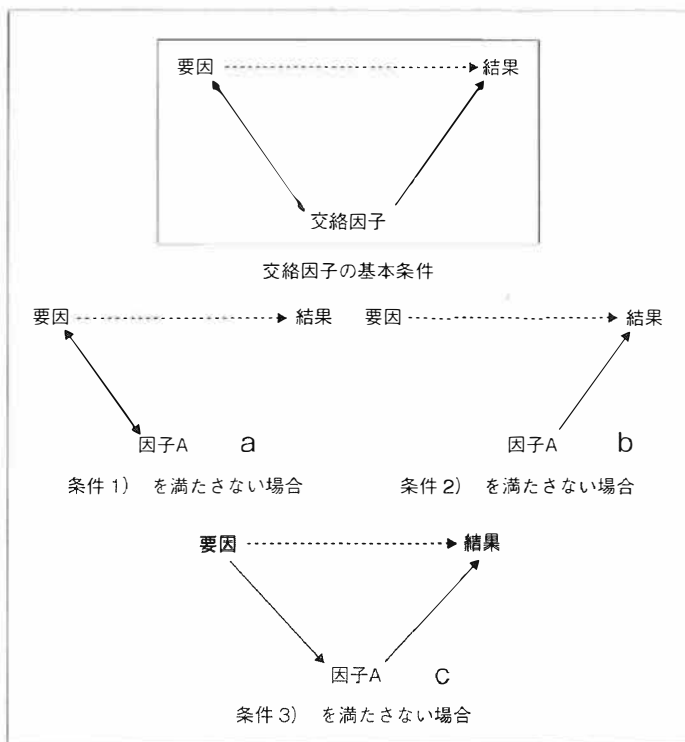 要因 結果
交絡因子
交絡因子の基本条件
要因 結果 要因 結果
因子A a 因子A b
条件1) を満たさない場合 条件2) を満たさない場合
要因 結果
因子A c
条件3) を満たさない場合